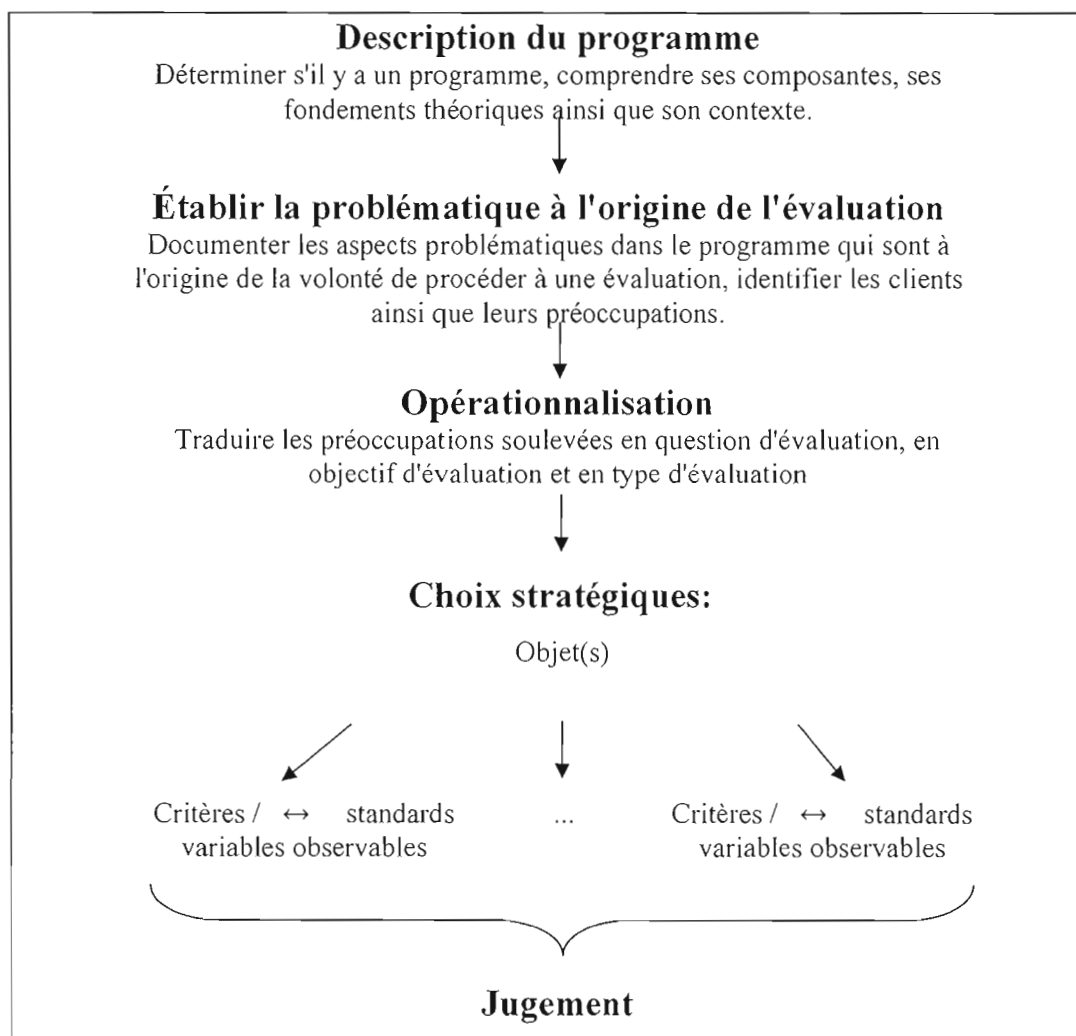 Description du programme
Déterminer s'il y a un programme, comprendre ses composantes, ses
fondements théoriques ainsi que son contexte.
Établir la problématique à l'origine de l'évaluation
Documenter les aspects problématiques dans le programme qui sont à
l'origine de la volonté de procéder à une évaluation, identifier les clients
ainsi que leurs préoccupations.
Opérationnalisation
Traduire les préoccupations soulevées en question d'évaluation, en
objectif d'évaluation et en type d'évaluation
Choix stratégiques:
Objet(s)
Critères / ↔ standards ... Critères / ↔ standards
variables observables variables observables
Jugement